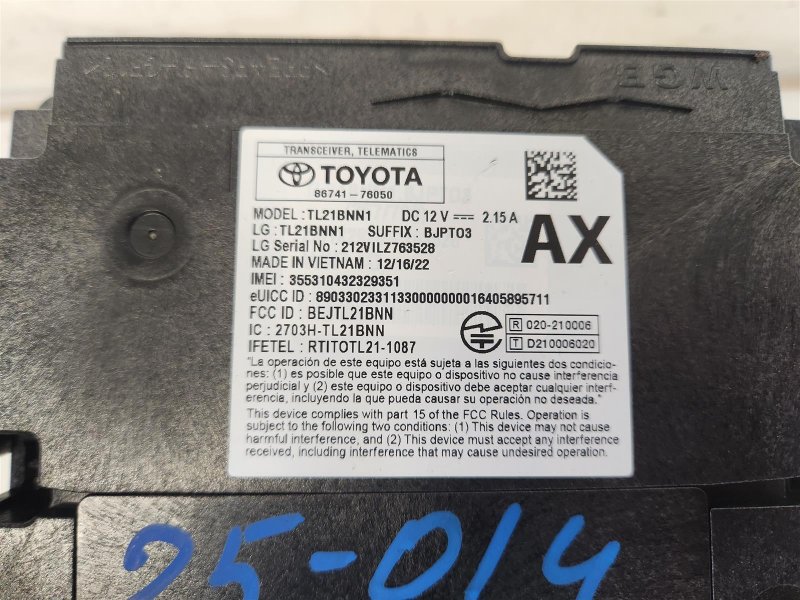 TRANSCEIVER, TELEMATICS
TOYOTA
86741-76050
MODEL : TL21BNN1 DC 12 V 2.15 A
LG : TL21BNN1 SUFFIX : BJPT03
LG Serial No : 212VILZ763528
MADE IN VIETNAM : 12/16/22
IMEI : 355310432329351
eUICC ID : 89033023311330000000016405895711
FCC ID : BEJTL21BNN
IC : 2703H-TL21BNN
IFETEL : RTITOTL21-1087
AX
R 020-210006
T D210006020
"La operación de este equipo está sujeta a las siguientes dos condicio-
nes: (1) es posible que este equipo o dispositivo no cause interferencia
perjudicial y (2) este equipo o dispositivo debe aceptar cualquier interf-
erencia, incluyendo la que pueda causar su operación no deseada."
This device complies with part 15 of the FCC Rules. Operation is
subject to the following two conditions: (1) This device may not cause
harmful interference, and (2) This device must accept any interference
received, including interference that may cause undesired operation.
25-014